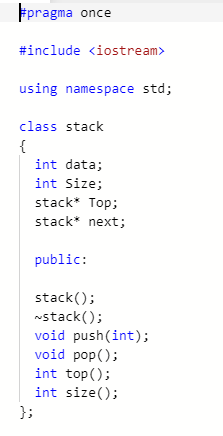 #pragma once
#include <iostream>
using namespace std;
class stack
{
int data;
int Size;
stack* Top;
stack* next;
public:
stack();
~stack();
void push(int);
void pop();
int top();
int size();
};